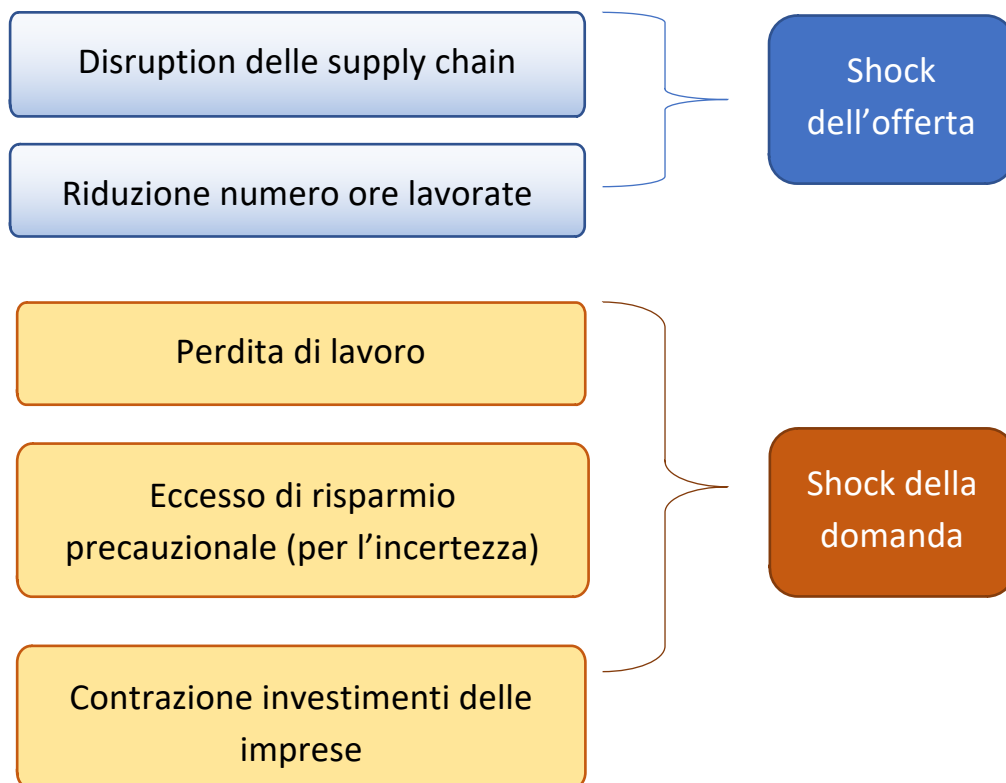 Disruption delle supply chain
Riduzione numero ore lavorate
Shock
dell’offerta
Perdita di lavoro
Eccesso di risparmio
precauzionale (per l’incertezza)
Contrazione investimenti delle
imprese
Shock della
domanda